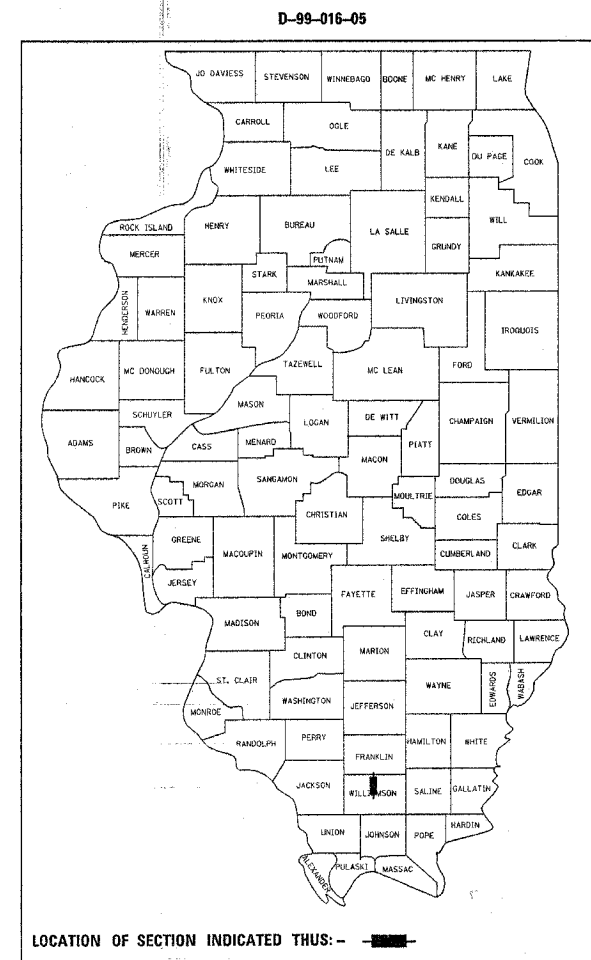 D-99-016-05
JO DAVIESS STEVENSON WINNEBAGO BOONE MC HENRY LAKE
CARROLL OGLE DE KALB KANE DU PAGE COOK
WHITESIDE LEE KENDALL WILL
ROCK ISLAND HENRY BUREAU LA SALLE GRUNDY
MERCER STARK PUTNAM MARSHALL KANKAKEE
HENDERSON WARREN KNOX PEORIA WOODFORD LIVINGSTON IROQUOIS
HANCOCK MC DONOUGH FULTON TAZEWELL MC LEAN FORD
SCHUYLER MASON LOGAN DE WITT CHAMPAIGN VERMILION
ADAMS BROWN CASS MENARD MACON PIATT
PIKE SCOTT MORGAN SANGAMON CHRISTIAN MOULTRIE DOUGLAS EDGAR
CALHOUN GREENE MACOUPIN MONTGOMERY SHELBY COLES CUMBERLAND CLARK
JERSEY MADISON BOND FAYETTE EFFINGHAM JASPER CRAWFORD
CLINTON MARION CLAY RICHLAND LAWRENCE
ST. CLAIR WASHINGTON JEFFERSON WAYNE EDWARDS WABASH
MONROE RANDOLPH PERRY FRANKLIN HAMILTON WHITE
JACKSON WILLIAMSON SALINE GALLATIN
UNION JOHNSON POPE HARDIN
ALEXANDER PULASKI MASSAC
LOCATION OF SECTION INDICATED THUS: -